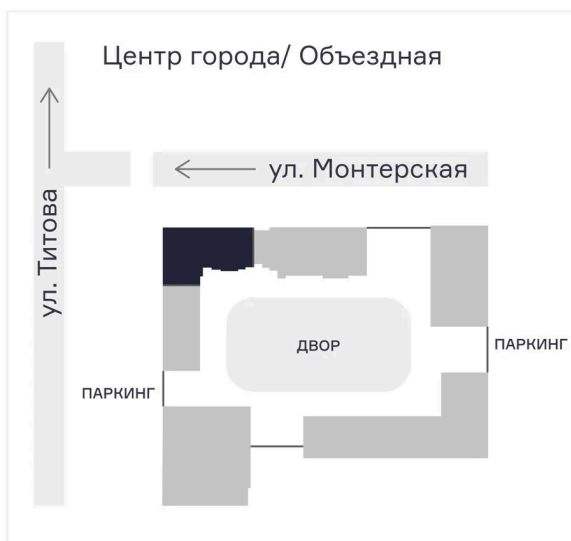 Центр города/ Объездная
ул. Монтерская
ул. Титова
ДВОР
ПАРКИНГ
ПАРКИНГ